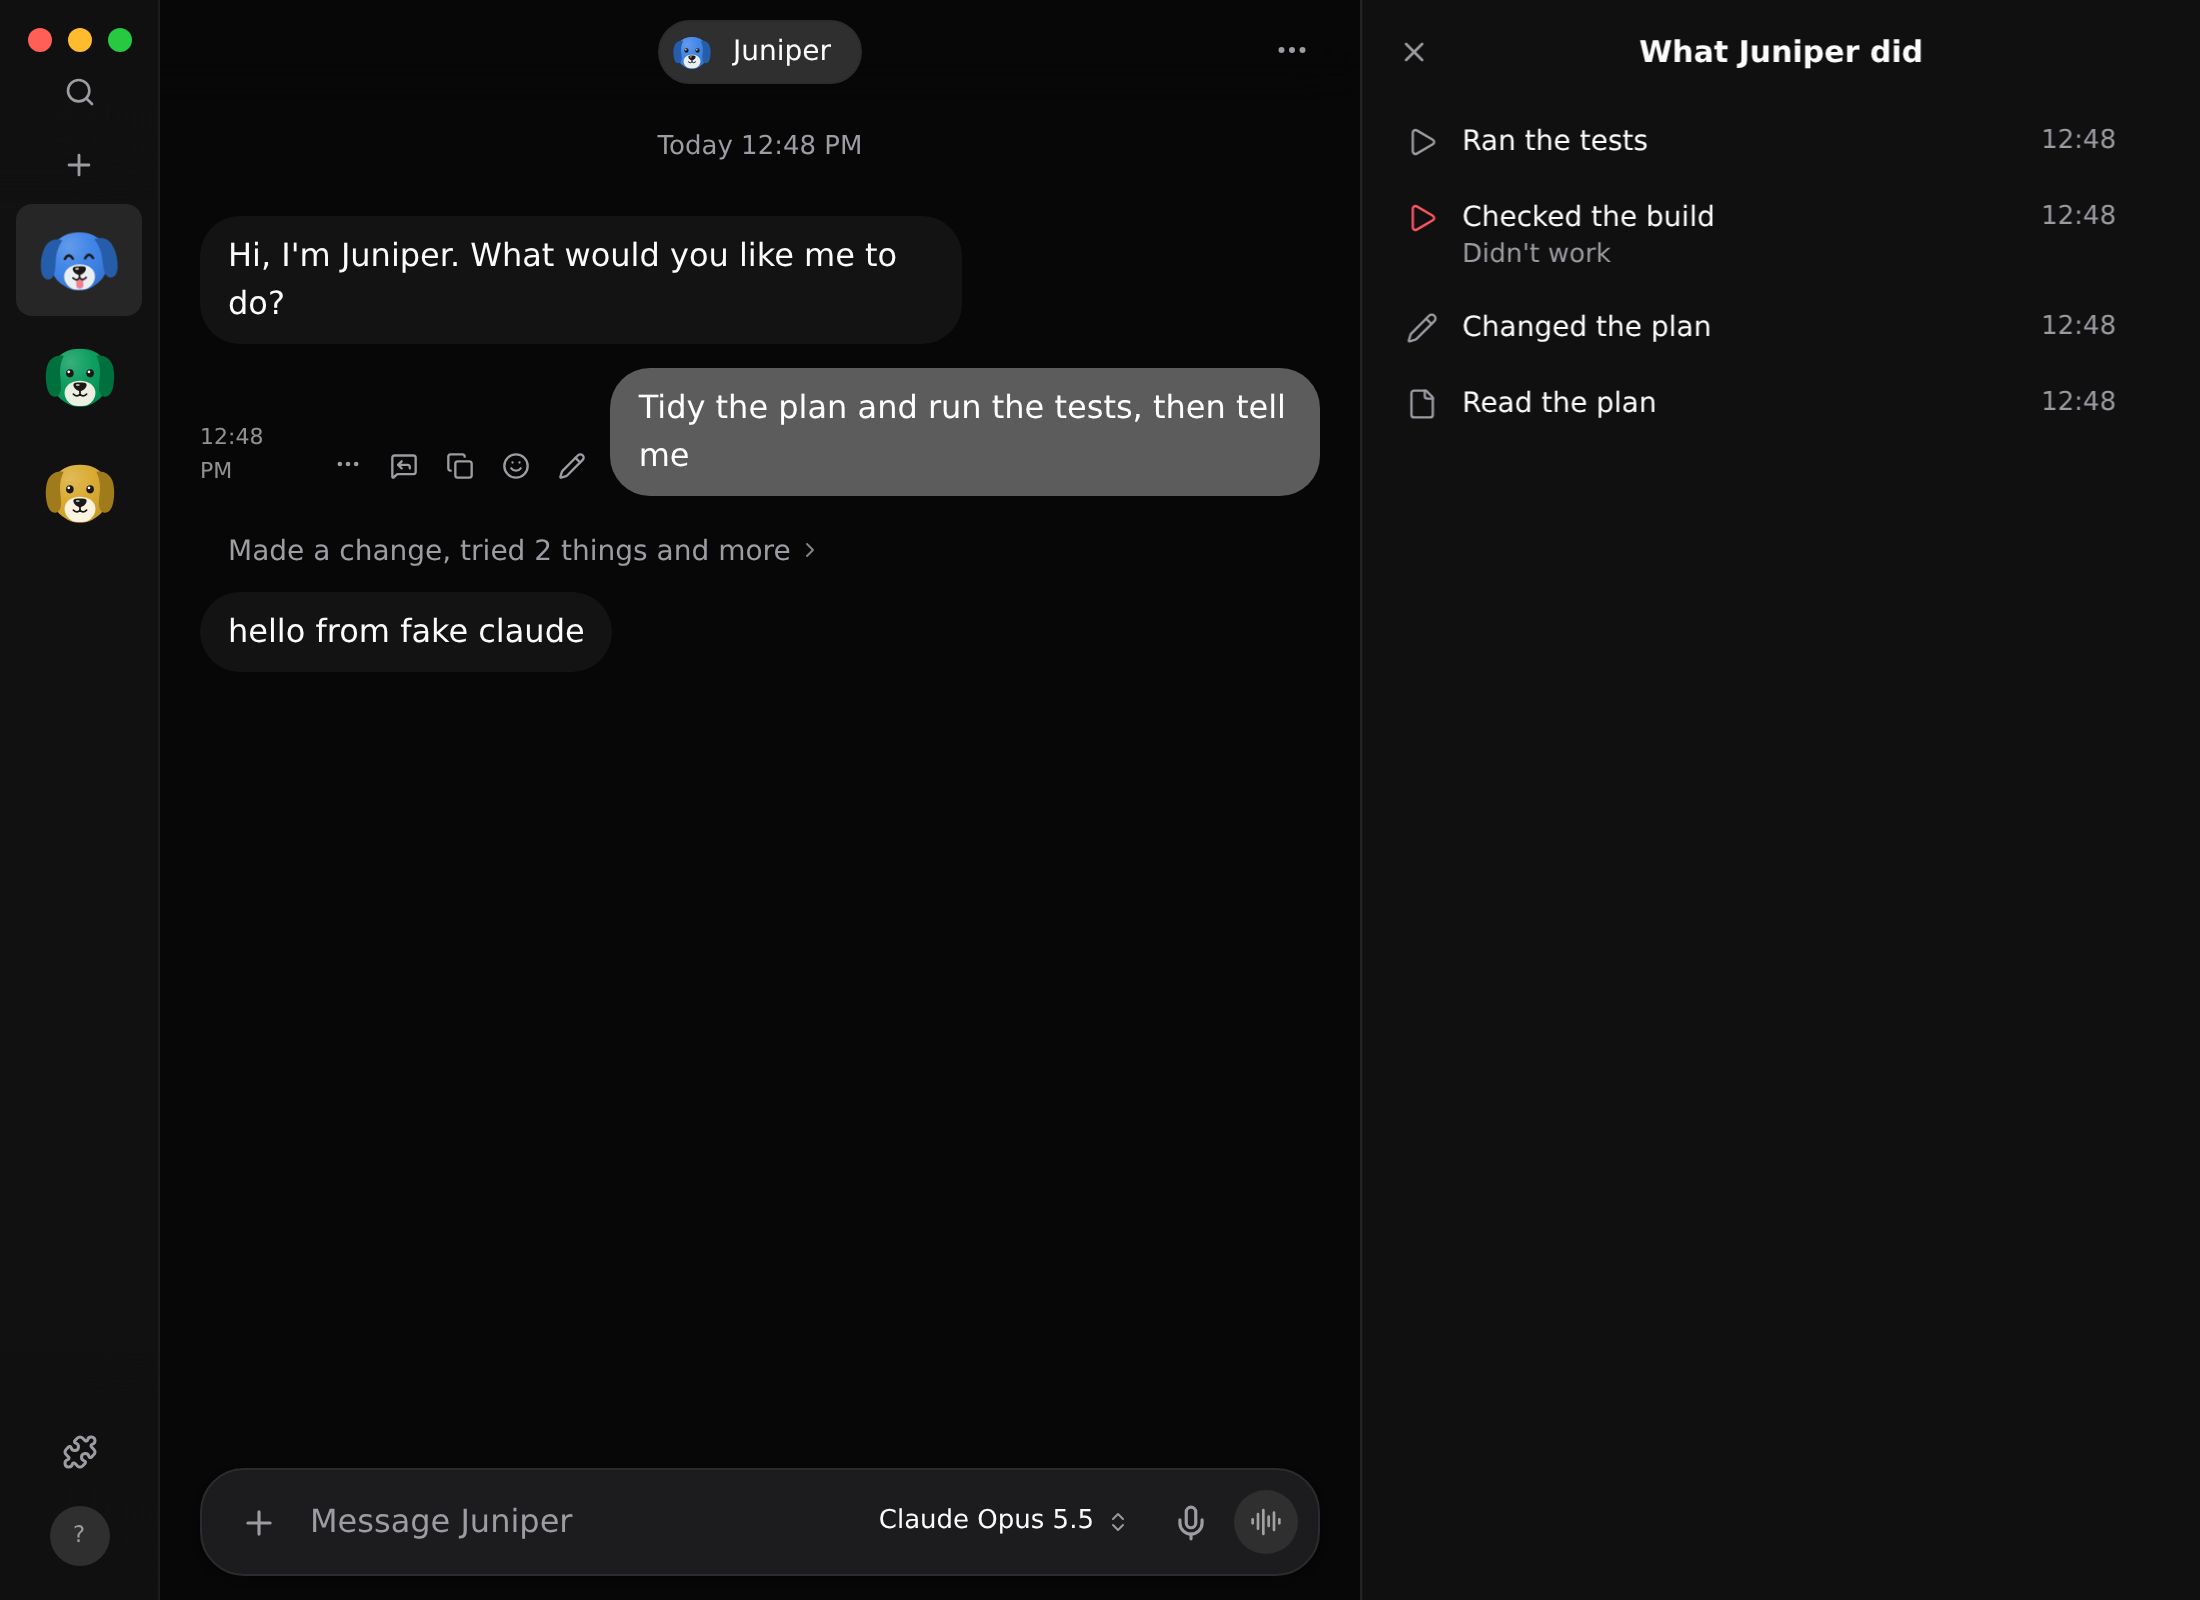 Juniper
Today 12:48 PM
Hi, I'm Juniper. What would you like me to
do?
Tidy the plan and run the tests, then tell
me
12:48
PM
Made a change, tried 2 things and more
hello from fake claude
Message Juniper
Claude Opus 5.5
?
What Juniper did
Ran the tests 12:48
Checked the build 12:48
Didn't work
Changed the plan 12:48
Read the plan 12:48